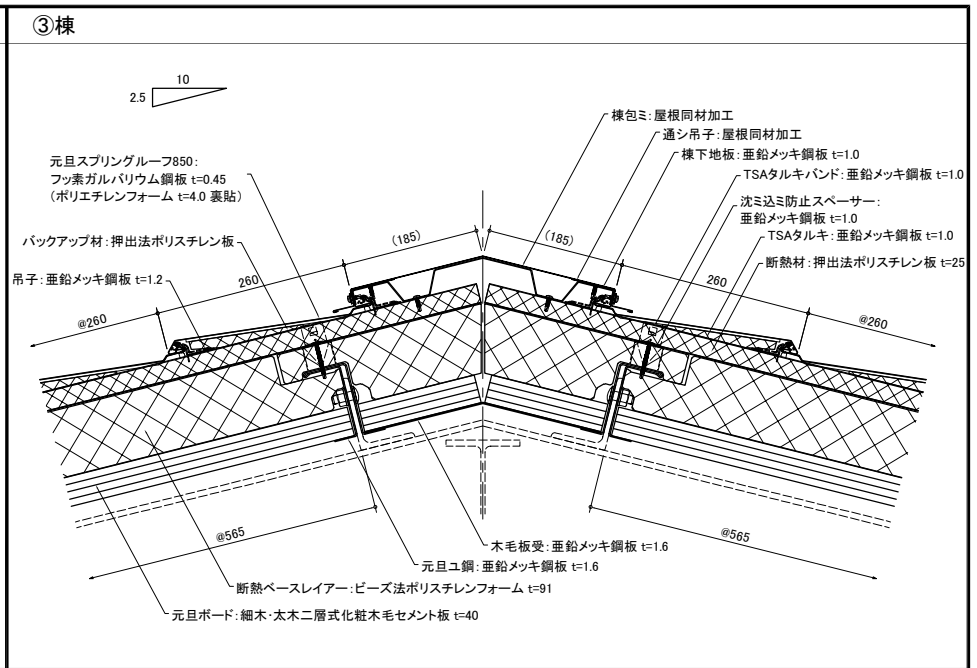 ③棟
10
2.5
元旦スプリングルーフ850:
フッ素ガルバリウム鋼板 t=0.45
(ポリエチレンフォーム t=4.0 裏貼)
バックアップ材:押出法ポリスチレン板
吊子:亜鉛メッキ鋼板 t=1.2
棟包ミ:屋根同材加工
通シ吊子:屋根同材加工
棟下地板:亜鉛メッキ鋼板 t=1.0
TSAタルキバンド:亜鉛メッキ鋼板 t=1.0
沈ミ込ミ防止スペーサー:
亜鉛メッキ鋼板 t=1.0
TSAタルキ:亜鉛メッキ鋼板 t=1.0
断熱材:押出法ポリスチレン板 t=25
(185)
(185)
260
260
@260
@260
@565
@565
木毛板受:亜鉛メッキ鋼板 t=1.6
元旦ユ鋼:亜鉛メッキ鋼板 t=1.6
断熱ベースレイアー:ビーズ法ポリスチレンフォーム t=91
元旦ボード:細木・太木二層式化粧木毛セメント板 t=40